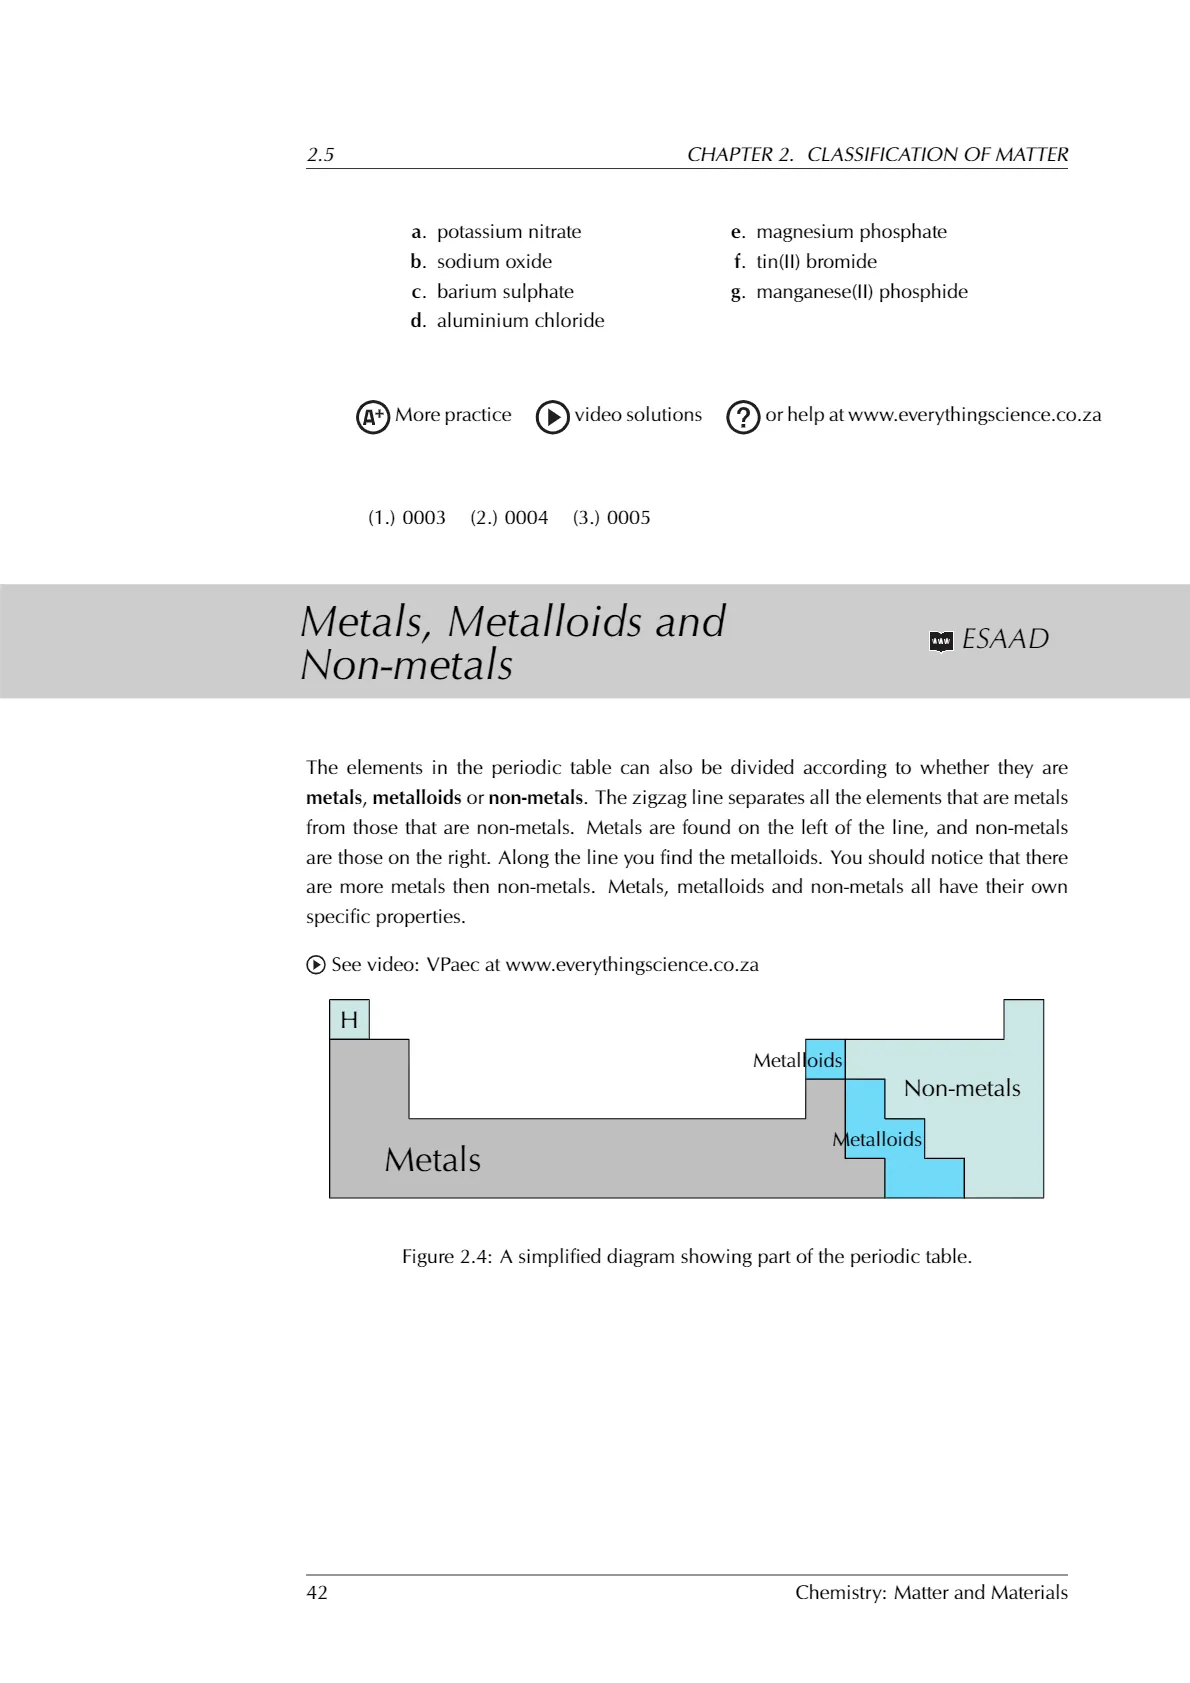 2.5 CHAPTER 2. CLASSIFICATION OF MATTER
a. potassium nitrate
b. sodium oxide
c. barium sulphate
d. aluminium chloride
e. magnesium phosphate
f. tin(II) bromide
g. manganese(II) phosphide
A+ More practice video solutions ? or help at www.everythingscience.co.za
(1.) 0003 (2.) 0004 (3.) 0005
Metals, Metalloids and
Non-metals
www ESAAD
The elements in the periodic table can also be divided according to whether they are
metals, metalloids or non-metals. The zigzag line separates all the elements that are metals
from those that are non-metals. Metals are found on the left of the line, and non-metals
are those on the right. Along the line you find the metalloids. You should notice that there
are more metals then non-metals. Metals, metalloids and non-metals all have their own
specific properties.
See video: VPaec at www.everythingscience.co.za
H
Metalloids
Non-metals
Metalloids
Metals
Figure 2.4: A simplified diagram showing part of the periodic table.
42 Chemistry: Matter and Materials